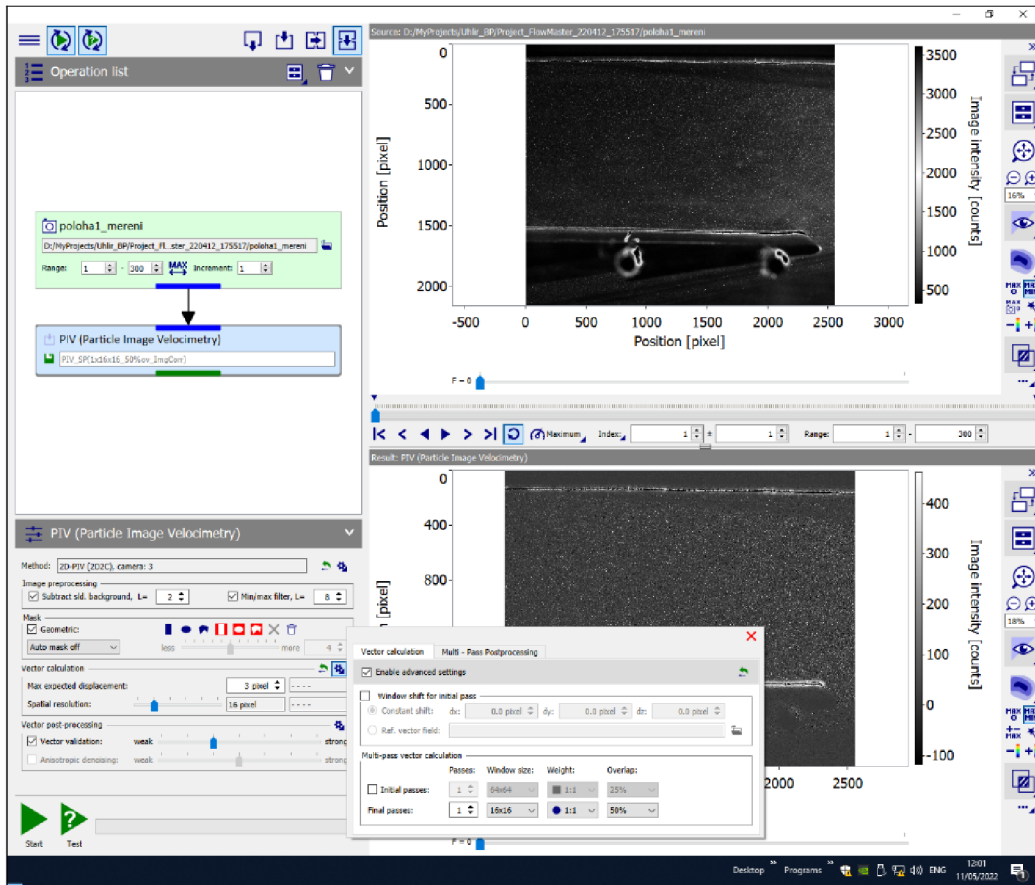 Operation list
poloha1_mereni
D:/MyProjects/Uhlir_BP/Project_Fl...ster_220412_175517/poloha1_mereni
Range: 1 - 300 MAX Increment: 1
PIV (Particle Image Velocimetry)
PIV_SP(1x16x16_50%ov_ImgCorr)
PIV (Particle Image Velocimetry)
Method: 2D-PIV (2D2C), camera: 3
Image preprocessing
Subtract sld. background, L= 2 Min/max filter, L= 8
Mask
Geometric:
Auto mask off less more 4
Vector calculation
Max expected displacement: 3 pixel ----
Spatial resolution: 16 pixel ----
Vector post-processing
Vector validation: weak strong
Anisotropic denoising: weak strong
Start Test
Source: D:/MyProjects/Uhlir_BP/Project_FlowMaster_220412_175517/poloha1_mereni
Position [pixel]
0
500
1000
1500
2000
-500 0 500 1000 1500 2000 2500 3000
Position [pixel]
3500
3000
2500
2000
1500
1000
500
Image intensity [counts]
16%
F = 0
Maximum Index: 1 ± 1 Range: 1 - 300
Result: PIV (Particle Image Velocimetry)
0
400
800
[pixel]
2000 2500
400
300
200
100
0
-100
Image intensity [counts]
18%
F = 0
Vector calculation Multi - Pass Postprocessing
Enable advanced settings
Window shift for initial pass
Constant shift: dx: 0.0 pixel dy: 0.0 pixel dz: 0.0 pixel
Ref. vector field:
Multi-pass vector calculation
Passes: Window size: Weight: Overlap:
Initial passes: 1 64x64 1:1 25%
Final passes: 1 16x16 1:1 50%
Desktop Programs ENG 12:01
11/05/2022